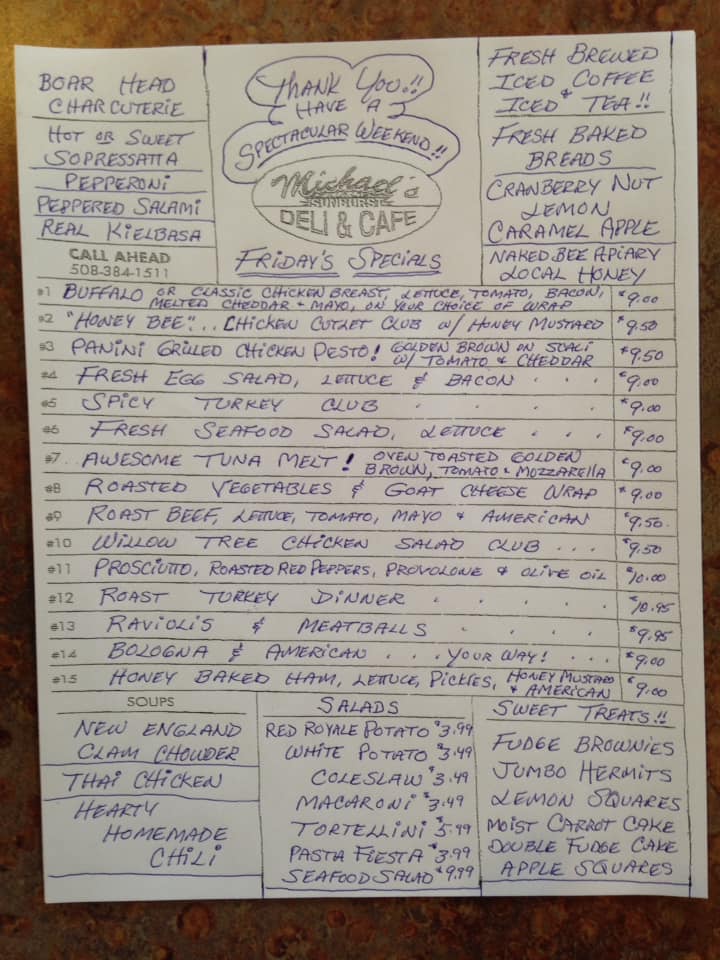 BOAR HEAD
CHARCUTERIE
HOT OR SWEET
SOPRESSATTA
PEPPERONI
PEPPERED SALAMI
REAL KIELBASA
CALL AHEAD
508-384-1511
THANK YOU!!
HAVE A
SPECTACULAR WEEKEND!!
Michael's
SUNBURST
DELI & CAFE
FRIDAY'S SPECIALS
FRESH BREWED
ICED COFFEE
&
ICED TEA!!
FRESH BAKED
BREADS
CRANBERRY NUT
LEMON
CARAMEL APPLE
NAKED BEE APIARY
LOCAL HONEY
#1 BUFFALO OR CLASSIC CHICKEN BREAST, LETTUCE, TOMATO, BACON,
MELTED CHEDDAR & MAYO, ON YOUR CHOICE OF WRAP $9.00
#2 "HONEY BEE"... CHICKEN CUTLET CLUB W/ HONEY MUSTARD $9.50
#3 PANINI GRILLED CHICKEN PESTO! GOLDEN BROWN ON SCALI
W/ TOMATO & CHEDDAR $9.50
#4 FRESH EGG SALAD, LETTUCE & BACON . . . $9.00
#5 SPICY TURKEY CLUB . . . . . $9.00
#6 FRESH SEAFOOD SALAD, LETTUCE . . . $9.00
#7.. AWESOME TUNA MELT! OVEN TOASTED GOLDEN
BROWN, TOMATO & MOZZARELLA $9.00
#8 ROASTED VEGETABLES & GOAT CHEESE WRAP $9.00
#9 ROAST BEEF, LETTUCE, TOMATO, MAYO & AMERICAN $9.50
#10 WILLOW TREE CHICKEN SALAD CLUB ... $9.50
#11 PROSCIUTTO, ROASTED RED PEPPERS, PROVOLONE & OLIVE OIL $10.00
#12 ROAST TURKEY DINNER . . . . . $10.95
#13 RAVIOLIS & MEATBALLS . . . . $9.95
#14 BOLOGNA & AMERICAN ... YOUR WAY! ... $9.00
#15 HONEY BAKED HAM, LETTUCE, PICKLES, HONEY MUSTARD
& AMERICAN $9.00
SOUPS
NEW ENGLAND
CLAM CHOWDER
THAI CHICKEN
HEARTY
HOMEMADE
CHILI
SALADS
RED ROYALE POTATO $3.99
WHITE POTATO $3.49
COLESLAW $3.49
MACARONI $3.49
TORTELLINI $5.99
PASTA FIESTA $3.99
SEAFOOD SALAD $9.99
SWEET TREATS!!
FUDGE BROWNIES
JUMBO HERMITS
LEMON SQUARES
MOIST CARROT CAKE
DOUBLE FUDGE CAKE
APPLE SQUARES